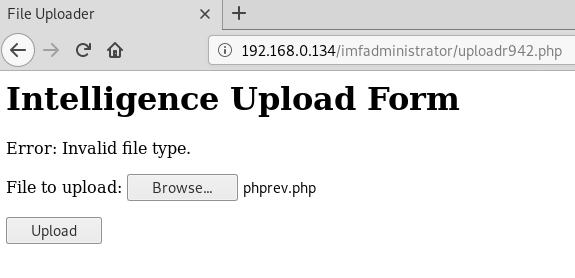 File Uploader
192.168.0.134/imfadministrator/uploadr942.php
Intelligence Upload Form
Error: Invalid file type.
File to upload: Browse... phprev.php
Upload